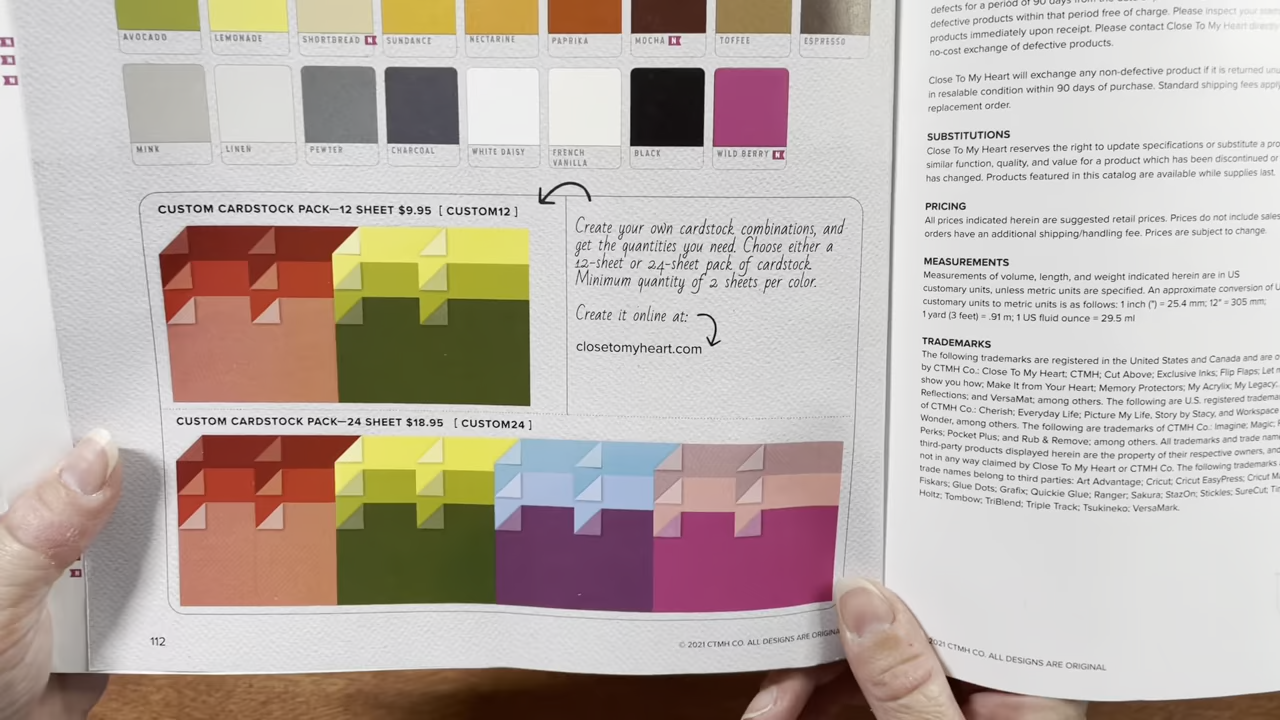 AVOCADO
LEMONADE
SHORTBREAD N
SUNDANCE
NECTARINE
PAPRIKA
MOCHA N
TOFFEE
ESPRESSO
MINK
LINEN
PEWTER
CHARCOAL
WHITE DAISY
FRENCH
VANILLA
BLACK
WILD BERRY N
CUSTOM CARDSTOCK PACK—12 SHEET $9.95 [ CUSTOM12 ]
Create your own cardstock combinations, and
get the quantities you need. Choose either a
12-sheet or 24-sheet pack of cardstock.
Minimum quantity of 2 sheets per color.
Create it online at:
closetomyheart.com
CUSTOM CARDSTOCK PACK—24 SHEET $18.95 [ CUSTOM24 ]
112
© 2021 CTMH CO. ALL DESIGNS ARE
defects for a period of 90
defective products within that period free of charge. Please inspect your
products immediately upon receipt. Please contact Close To My Heart directly
no-cost exchange of defective products.
Close To My Heart will exchange any non-defective product if it is returned
in resalable condition within 90 days of purchase. Standard shipping fees
replacement order.
SUBSTITUTIONS
Close To My Heart reserves the right to update specifications or substitute a
similar function, quality, and value for a product which has been discontinued or
has changed. Products featured in this catalog are available while supplies last.
PRICING
All prices indicated herein are suggested retail prices. Prices do not include sales
orders have an additional shipping/handling fee. Prices are subject to change.
MEASUREMENTS
Measurements of volume, length, and weight indicated herein are in US
customary units, unless metric units are specified. An approximate conversion of
customary units to metric units is as follows: 1 inch (") = 25.4 mm; 12" = 305 mm;
1 yard (3 feet) = .91 m; 1 US fluid ounce = 29.5 ml
TRADEMARKS
The following trademarks are registered in the United States and Canada and are
by CTMH Co.: Close To My Heart; CTMH; Cut Above; Exclusive Inks; Flip Flaps; Let
show you how; Make It from Your Heart; Memory Protectors; My Acrylix; My Legacy;
Reflections; and VersaMat; among others. The following are U.S. registered
of CTMH Co.: Cherish; Everyday Life; Picture My Life, Story by Stacy, and Workspace
Wonder, among others. The following are trademarks of CTMH Co.: Imagine; Magic;
Perks; Pocket Plus; and Rub & Remove; among others. All trademarks and trade
third-party products displayed herein are the property of their respective owners, and
not in any way claimed by Close To My Heart or CTMH Co. The following trademarks
trade names belong to third parties: Art Advantage; Cricut; Cricut EasyPress; Cricut
Fiskars; Glue Dots; Grafix; Quickie Glue; Ranger; Sakura; StazOn; Stickles; SureCut;
Holtz; Tombow; TriBlend; Triple Track; Tsukineko; VersaMark.
2021 CTMH CO. ALL DESIGNS ARE ORIGINAL